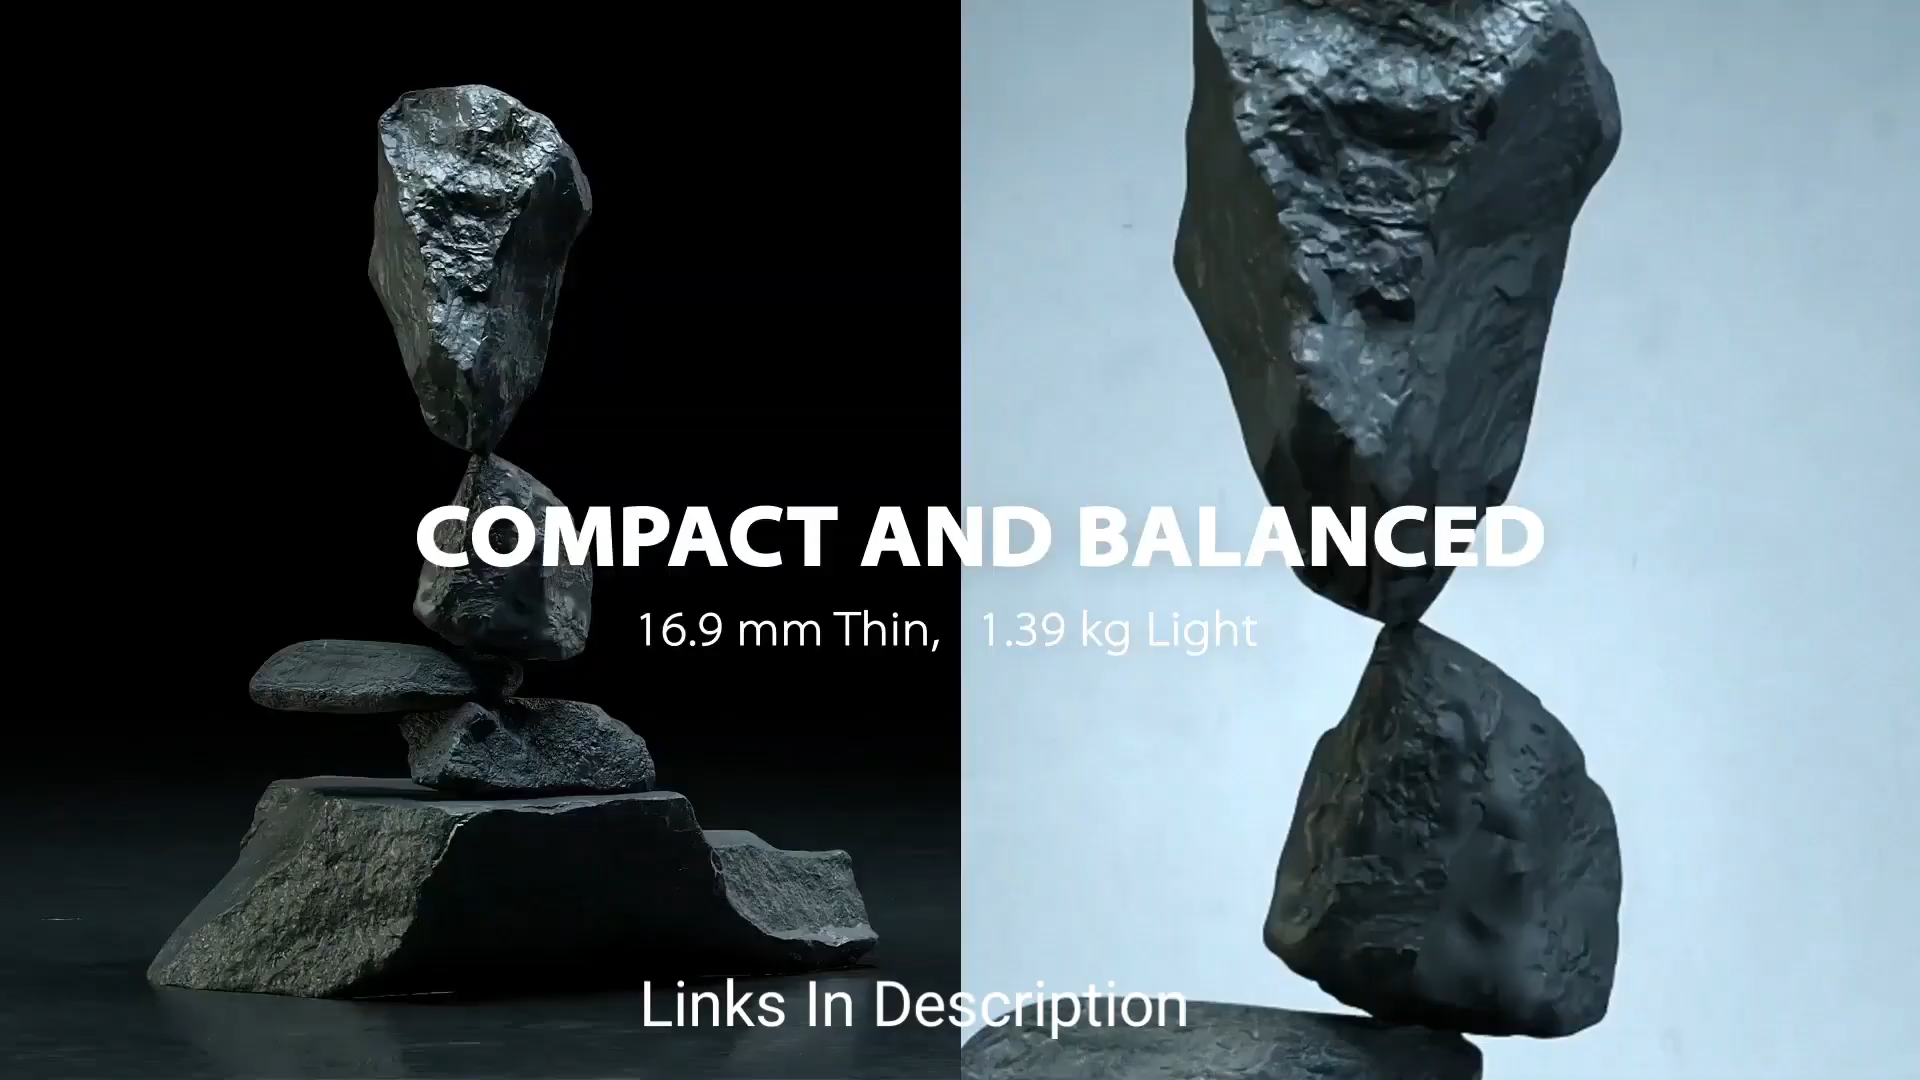 COMPACT AND BALANCED
16.9 mm Thin, 1.39 kg Light
Links In Description